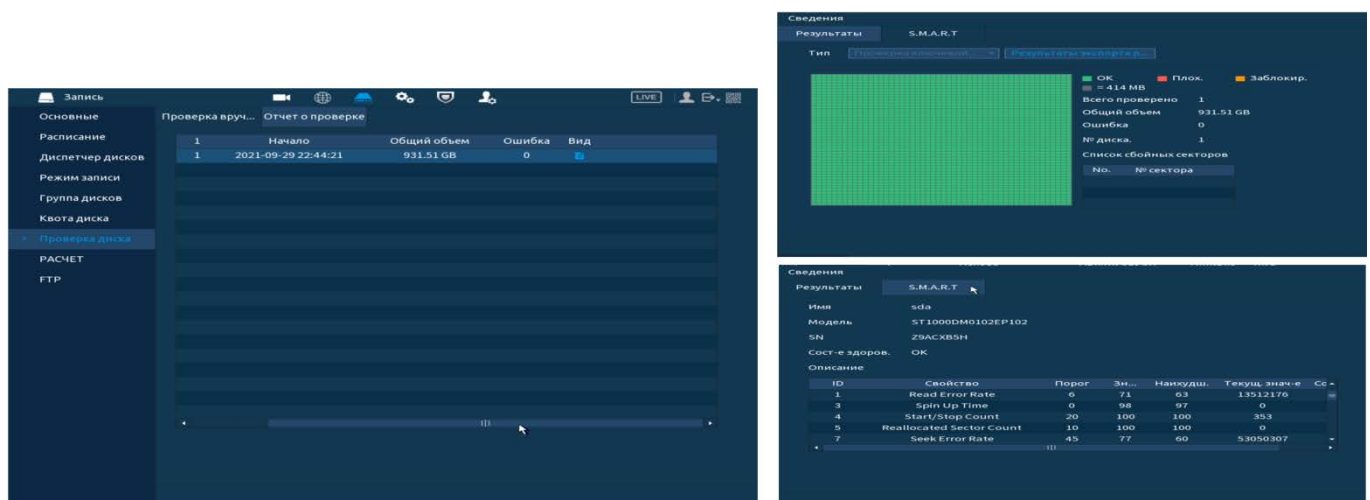 Запись
LIVE
Основные
Расписание
Диспетчер дисков
Режим записи
Группа дисков
Квота диска
Проверка диска
РАСЧЕТ
FTP
Проверка вруч... Отчет о проверке
1 Начало Общий объем Ошибка Вид
1 2021-09-29 22:44:21 931.51 GB 0
Сведения
Результаты S.M.A.R.T
Тип Проверка ключевой... Результаты экспорта р...
OK Плох. Заблокир.
= 414 MB
Всего проверено 1
Общий объем 931.51 GB
Ошибка 0
№ диска. 1
Список сбойных секторов
No. № сектора
Сведения
Результаты S.M.A.R.T
Имя sda
Модель ST1000DM0102EP102
SN Z9ACXB5H
Сост-е здоров. OK
Описание
ID Свойство Порог Зн... Наихудш. Текущ. знач-е Сс
1 Read Error Rate 6 71 63 13512176
3 Spin Up Time 0 98 97 0
4 Start/Stop Count 20 100 100 353
5 Reallocated Sector Count 10 100 100 0
7 Seek Error Rate 45 77 60 53050307